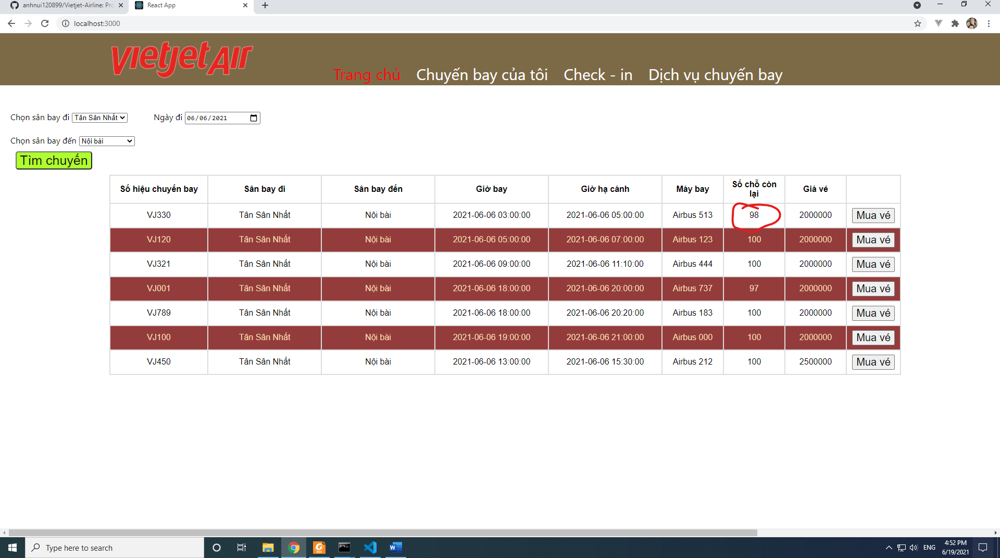 anhnui120899/Vietjet-Airline: Pro
React App
localhost:3000
vietjet Air
Trang chủ Chuyến bay của tôi Check - in Dịch vụ chuyến bay
Chọn sân bay đi Tân Sân Nhất Ngày đi 06/06/2021
Chọn sân bay đến Nội bài
Tìm chuyến
Số hiệu chuyến bay Sân bay đi Sân bay đến Giờ bay Giờ hạ cánh Máy bay Số chỗ còn lại Giá vé
VJ330 Tân Sân Nhất Nội bài 2021-06-06 03:00:00 2021-06-06 05:00:00 Airbus 513 98 2000000 Mua vé
VJ120 Tân Sân Nhất Nội bài 2021-06-06 05:00:00 2021-06-06 07:00:00 Airbus 123 100 2000000 Mua vé
VJ321 Tân Sân Nhất Nội bài 2021-06-06 09:00:00 2021-06-06 11:10:00 Airbus 444 100 2000000 Mua vé
VJ001 Tân Sân Nhất Nội bài 2021-06-06 18:00:00 2021-06-06 20:00:00 Airbus 737 97 2000000 Mua vé
VJ789 Tân Sân Nhất Nội bài 2021-06-06 18:00:00 2021-06-06 20:20:00 Airbus 183 100 2000000 Mua vé
VJ100 Tân Sân Nhất Nội bài 2021-06-06 19:00:00 2021-06-06 21:00:00 Airbus 000 100 2000000 Mua vé
VJ450 Tân Sân Nhất Nội bài 2021-06-06 13:00:00 2021-06-06 15:30:00 Airbus 212 100 2500000 Mua vé
Type here to search
ENG
4:52 PM
6/19/2021